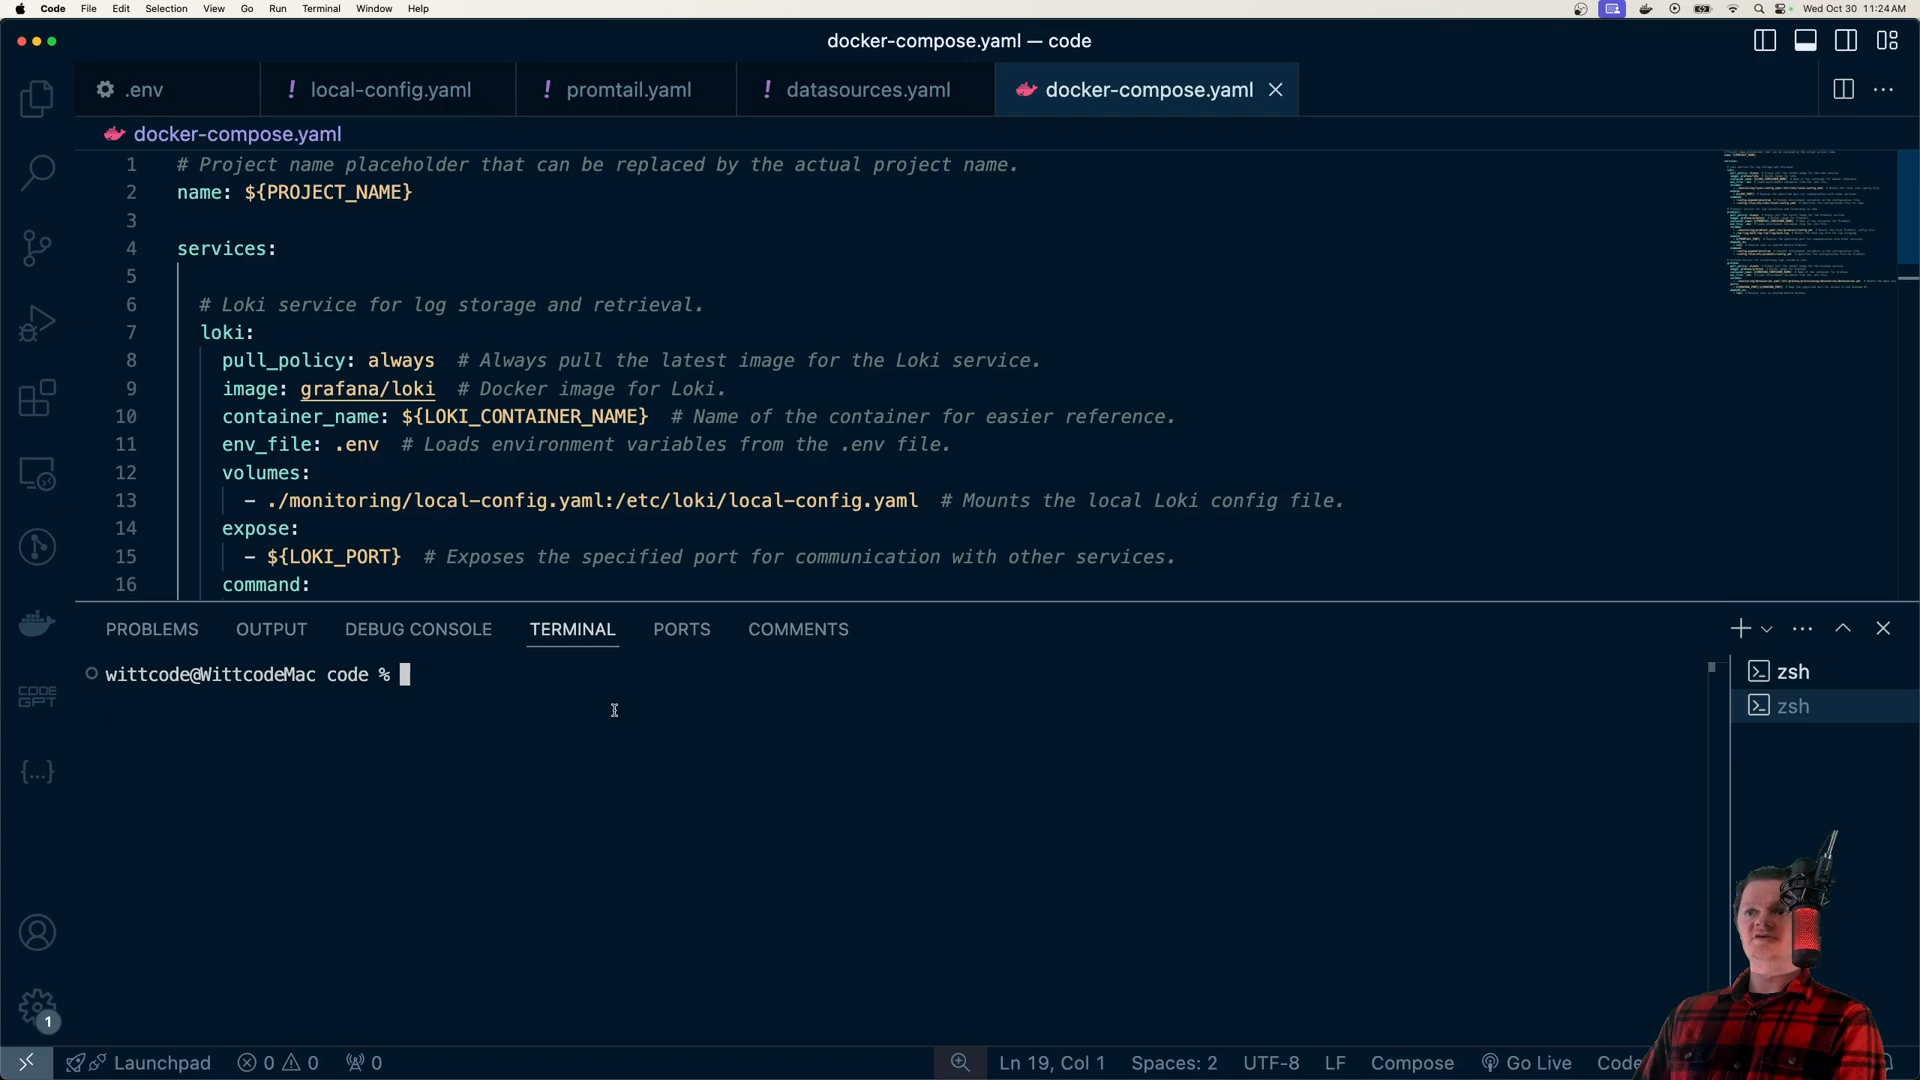 Code File Edit Selection View Go Run Terminal Window Help
Wed Oct 30 11:24 AM
docker-compose.yaml — code
.env
! local-config.yaml
! promtail.yaml
! datasources.yaml
docker-compose.yaml
docker-compose.yaml
1 # Project name placeholder that can be replaced by the actual project name.
2 name: ${PROJECT_NAME}
3
4 services:
5
6 # Loki service for log storage and retrieval.
7 loki:
8 pull_policy: always # Always pull the latest image for the Loki service.
9 image: grafana/loki # Docker image for Loki.
10 container_name: ${LOKI_CONTAINER_NAME} # Name of the container for easier reference.
11 env_file: .env # Loads environment variables from the .env file.
12 volumes:
13 - ./monitoring/local-config.yaml:/etc/loki/local-config.yaml # Mounts the local Loki config file.
14 expose:
15 - ${LOKI_PORT} # Exposes the specified port for communication with other services.
16 command:
PROBLEMS OUTPUT DEBUG CONSOLE TERMINAL PORTS COMMENTS
wittcode@WittcodeMac code %
zsh
zsh
CODE
GPT
{...}
1
Launchpad 0 0 0
Ln 19, Col 1 Spaces: 2 UTF-8 LF Compose Go Live Code